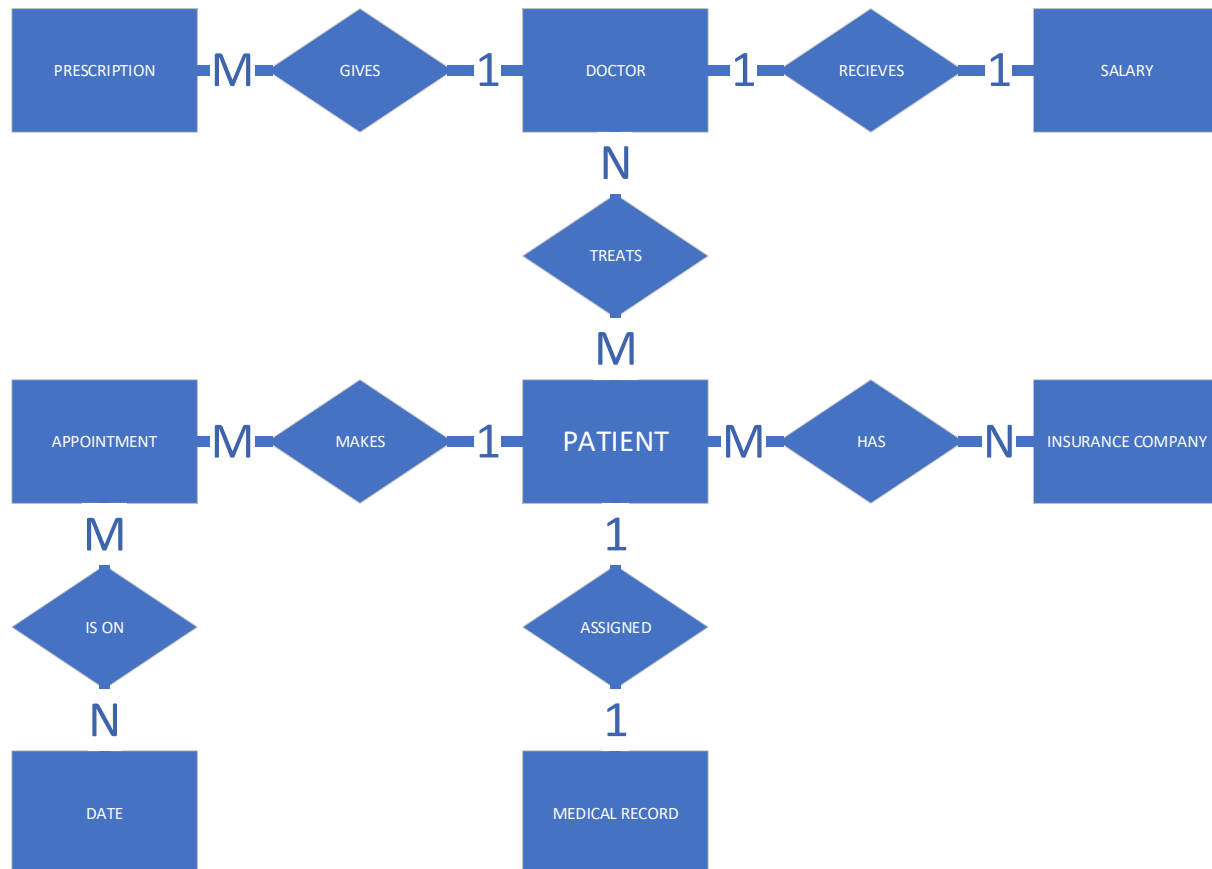 PRESCRIPTION M GIVES 1 DOCTOR 1 RECIEVES 1 SALARY
N
TREATS
M
APPOINTMENT M MAKES 1 PATIENT M HAS N INSURANCE COMPANY
M 1
IS ON ASSIGNED
N 1
DATE MEDICAL RECORD